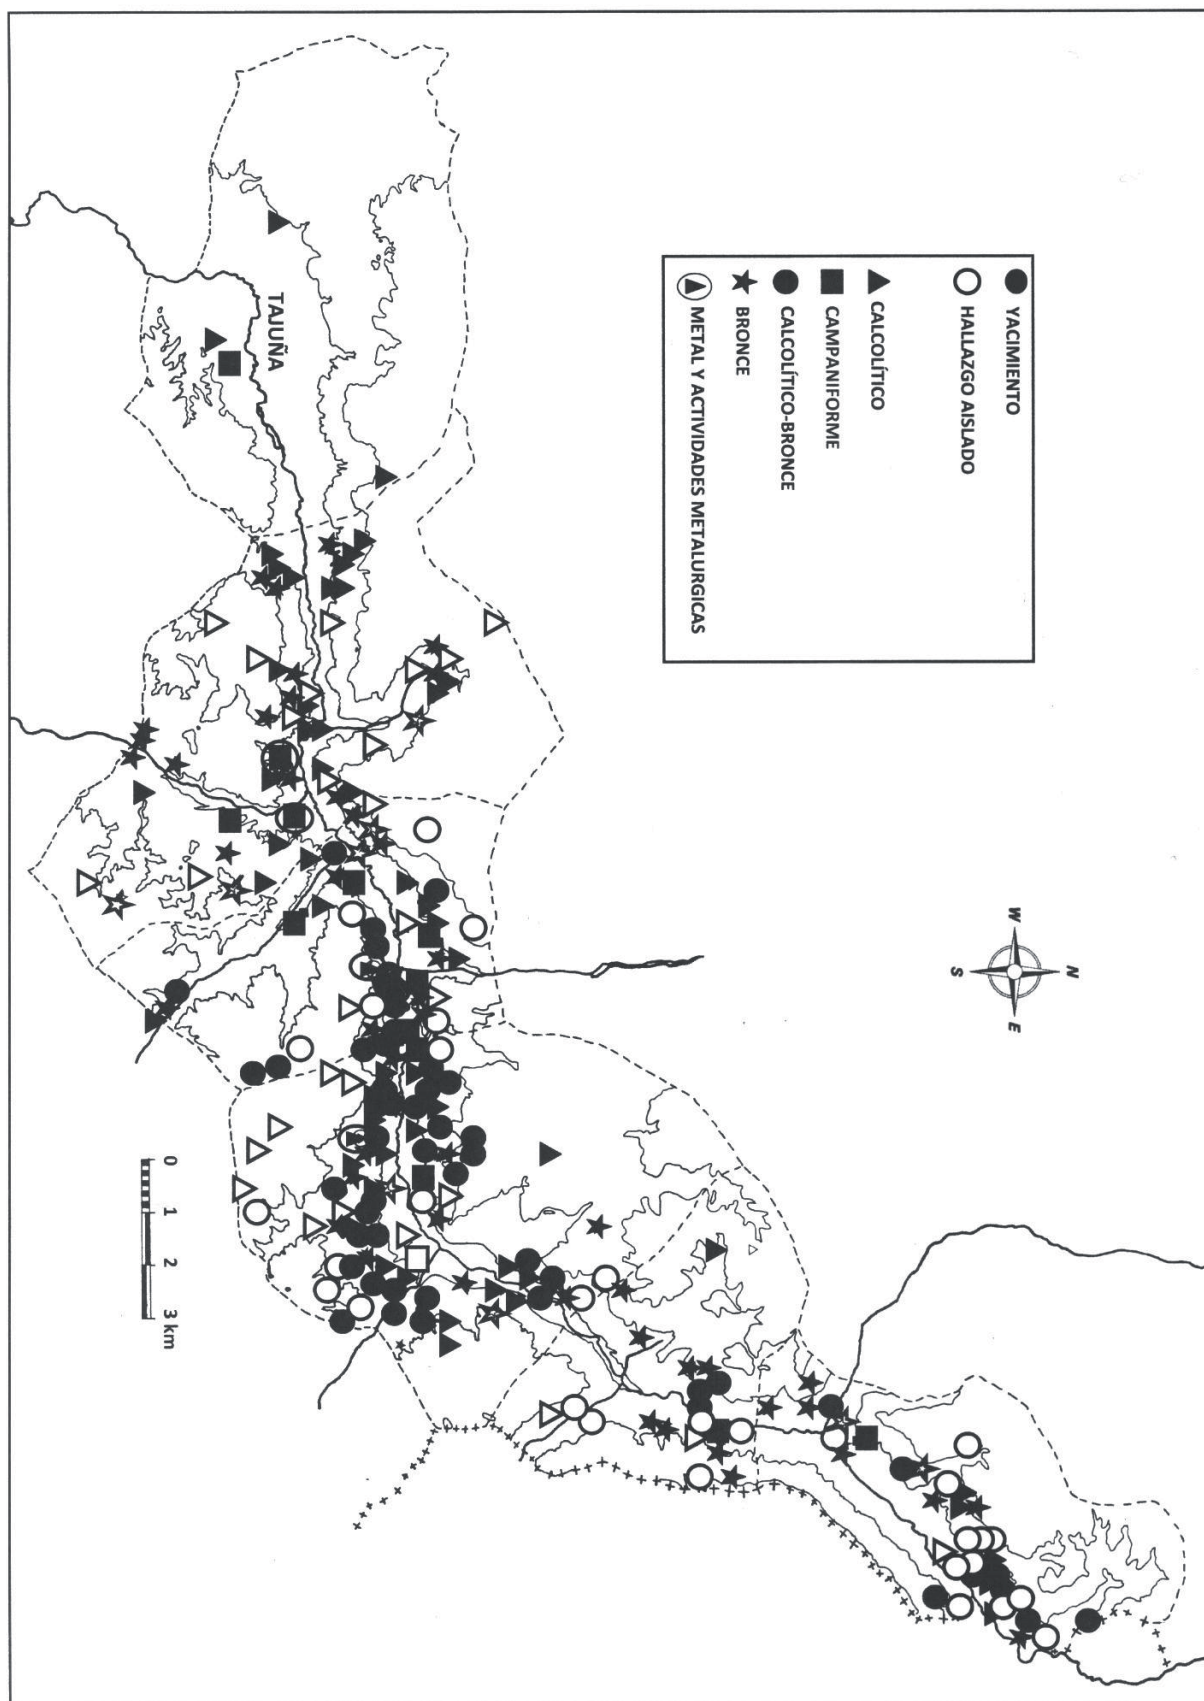 YACIMIENTO
HALLAZGO AISLADO
CALCOLÍTICO
CAMPANIFORME
CALCOLÍTICO-BRONCE
BRONCE
METAL Y ACTIVIDADES METALURGICAS
TAJUÑA
N
W
E
S
0 1 2 3 km